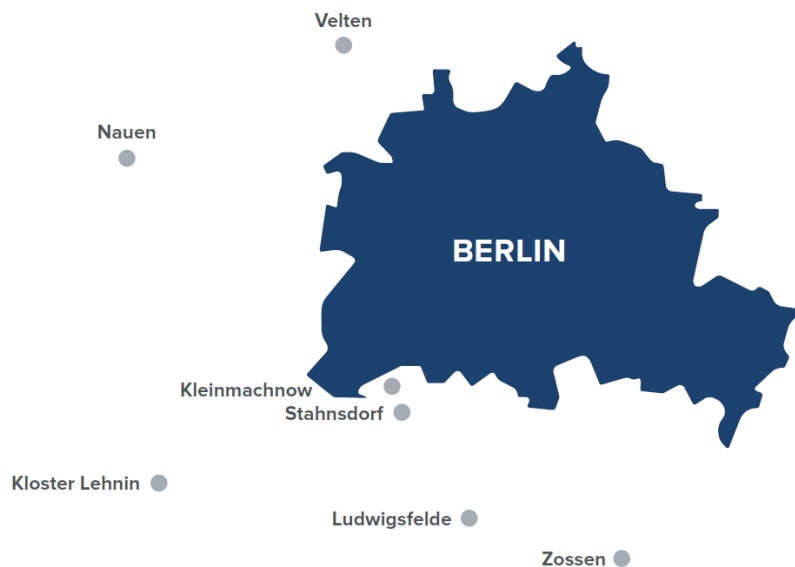 Velten
Nauen
BERLIN
Kleinmachnow
Stahnsdorf
Kloster Lehnin
Ludwigsfelde
Zossen